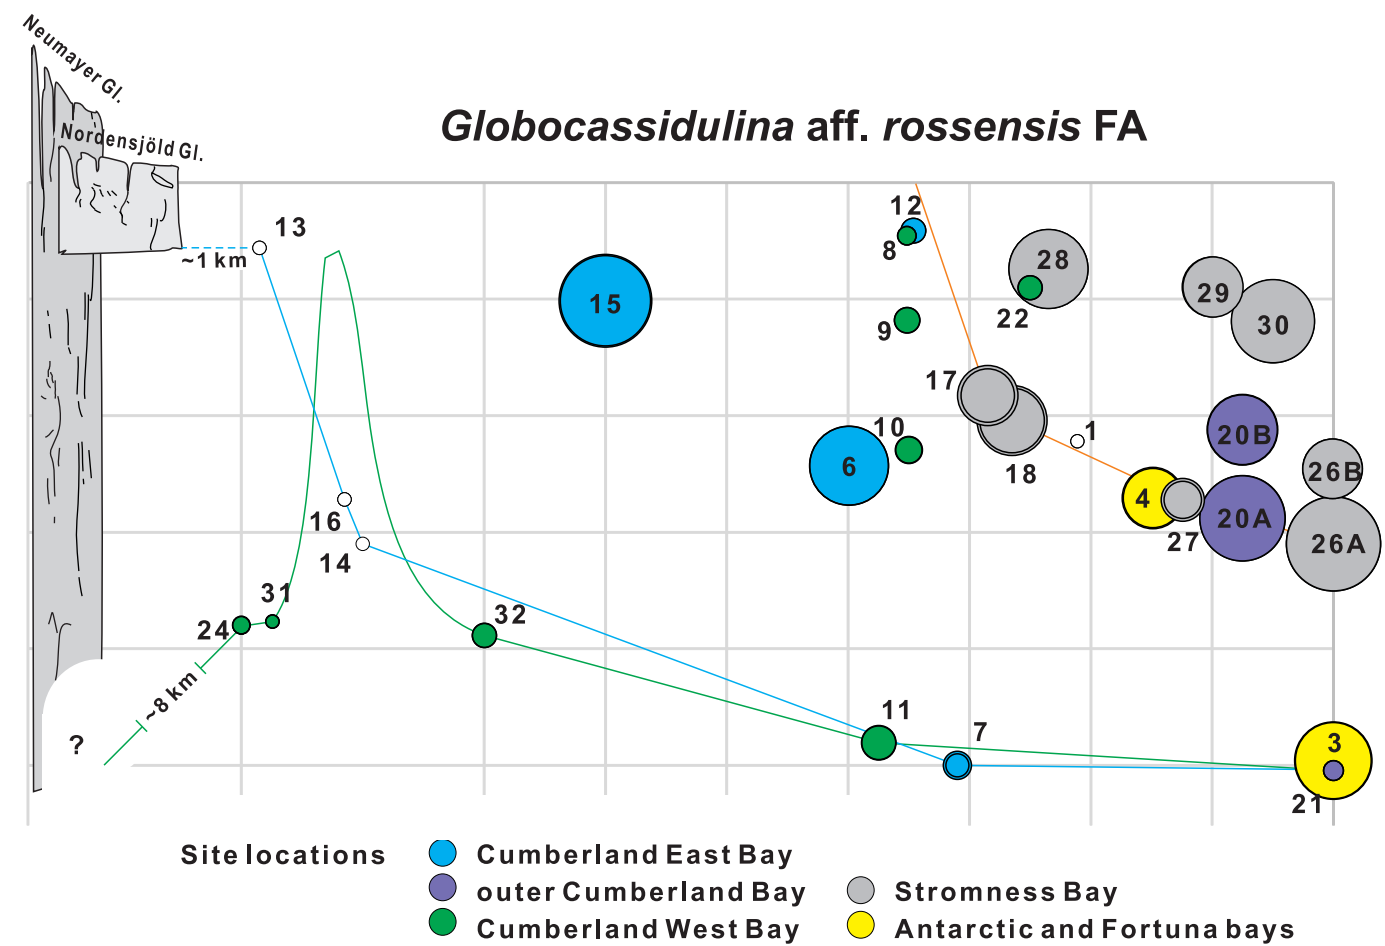 Neumayer Gl.
Nordensjöld Gl.
Globocassidulina aff. rossensis FA
13
~1 km
12
8
28
22
29
30
15
9
17
10
1
18
6
20B
26B
4
27
20A
26A
16
14
31
24
32
~8 km
?
11
7
3
21
Site locations
Cumberland East Bay
outer Cumberland Bay
Cumberland West Bay
Stromness Bay
Antarctic and Fortuna bays